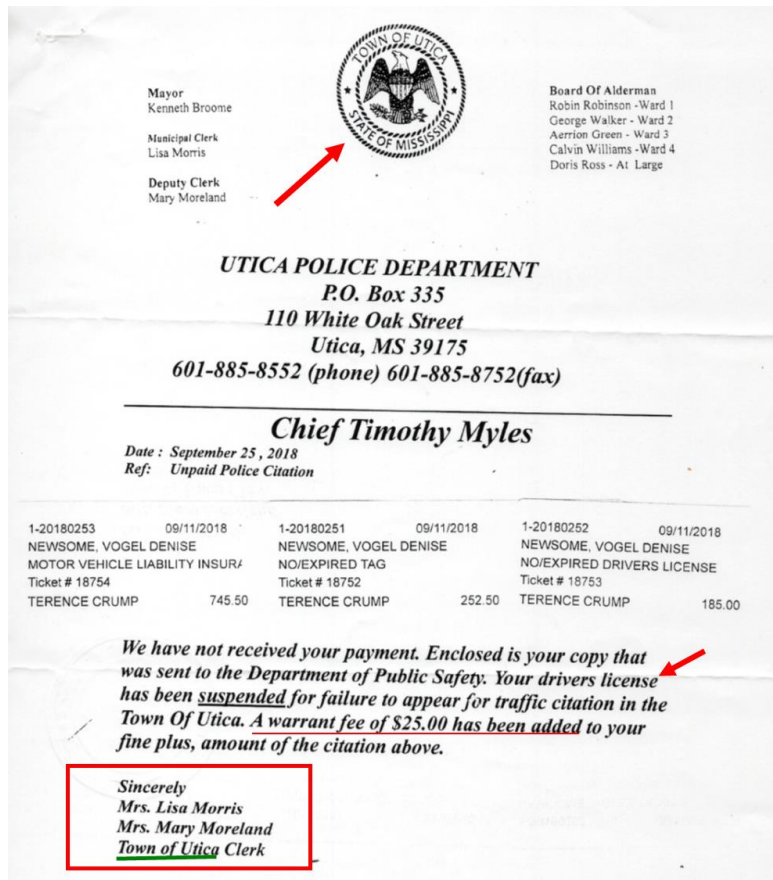 TOWN OF UTICA
STATE OF MISSISSIPPI
Mayor
Kenneth Broome
Municipal Clerk
Lisa Morris
Deputy Clerk
Mary Moreland
Board Of Alderman
Robin Robinson -Ward 1
George Walker - Ward 2
Aerrion Green - Ward 3
Calvin Williams -Ward 4
Doris Ross - At Large
UTICA POLICE DEPARTMENT
P.O. Box 335
110 White Oak Street
Utica, MS 39175
601-885-8552 (phone) 601-885-8752(fax)
Chief Timothy Myles
Date : September 25 , 2018
Ref: Unpaid Police Citation
1-20180253 09/11/2018
NEWSOME, VOGEL DENISE
MOTOR VEHICLE LIABILITY INSURA
Ticket # 18754
TERENCE CRUMP 745.50
1-20180251 09/11/2018
NEWSOME, VOGEL DENISE
NO/EXPIRED TAG
Ticket # 18752
TERENCE CRUMP 252.50
1-20180252 09/11/2018
NEWSOME, VOGEL DENISE
NO/EXPIRED DRIVERS LICENSE
Ticket # 18753
TERENCE CRUMP 185.00
We have not received your payment. Enclosed is your copy that
was sent to the Department of Public Safety. Your drivers license
has been suspended for failure to appear for traffic citation in the
Town Of Utica. A warrant fee of $25.00 has been added to your
fine plus, amount of the citation above.
Sincerely
Mrs. Lisa Morris
Mrs. Mary Moreland
Town of Utica Clerk